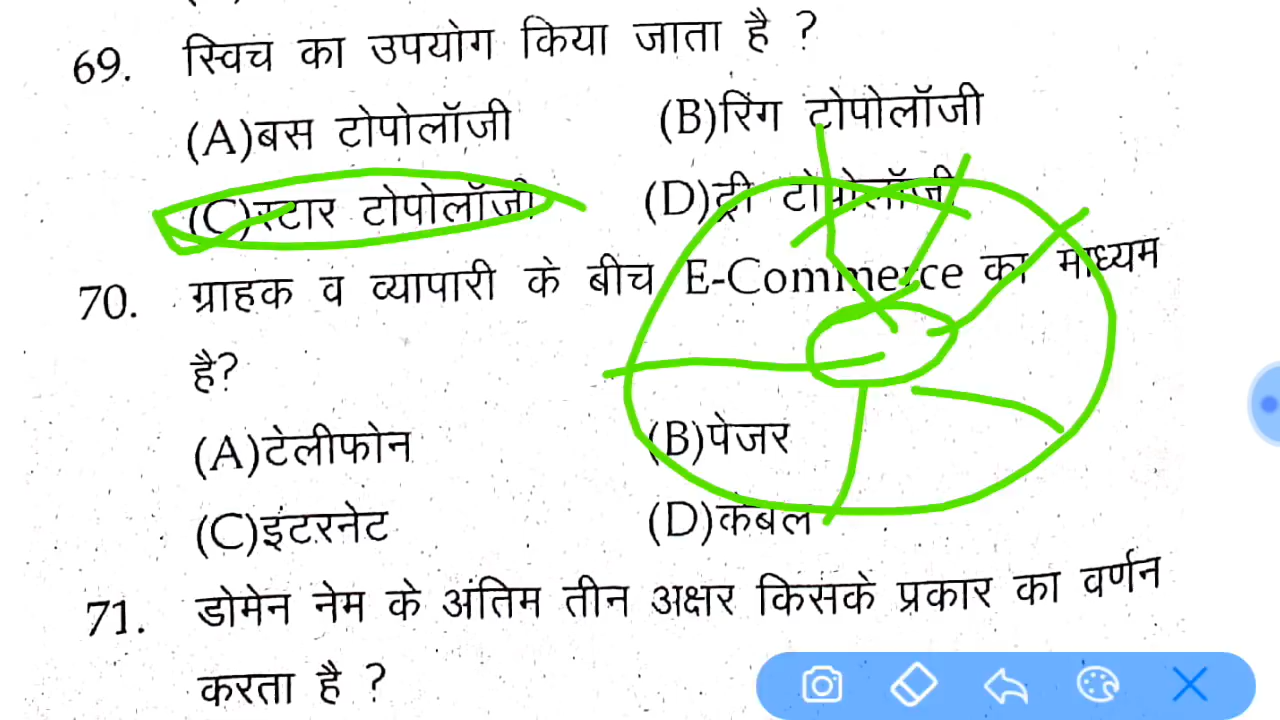 69. स्विच का उपयोग किया जाता है ?
(A)बस टोपोलॉजी (B)रिंग टोपोलॉजी
(C)स्टार टोपोलॉजी (D)ट्री टोपोलॉजी
70. ग्राहक व व्यापारी के बीच E-Commerce का माध्यम
है?
(A)टेलीफोन (B)पेजर
(C)इंटरनेट (D)केबल
71. डोमेन नेम के अंतिम तीन अक्षर किसके प्रकार का वर्णन
करता है ?